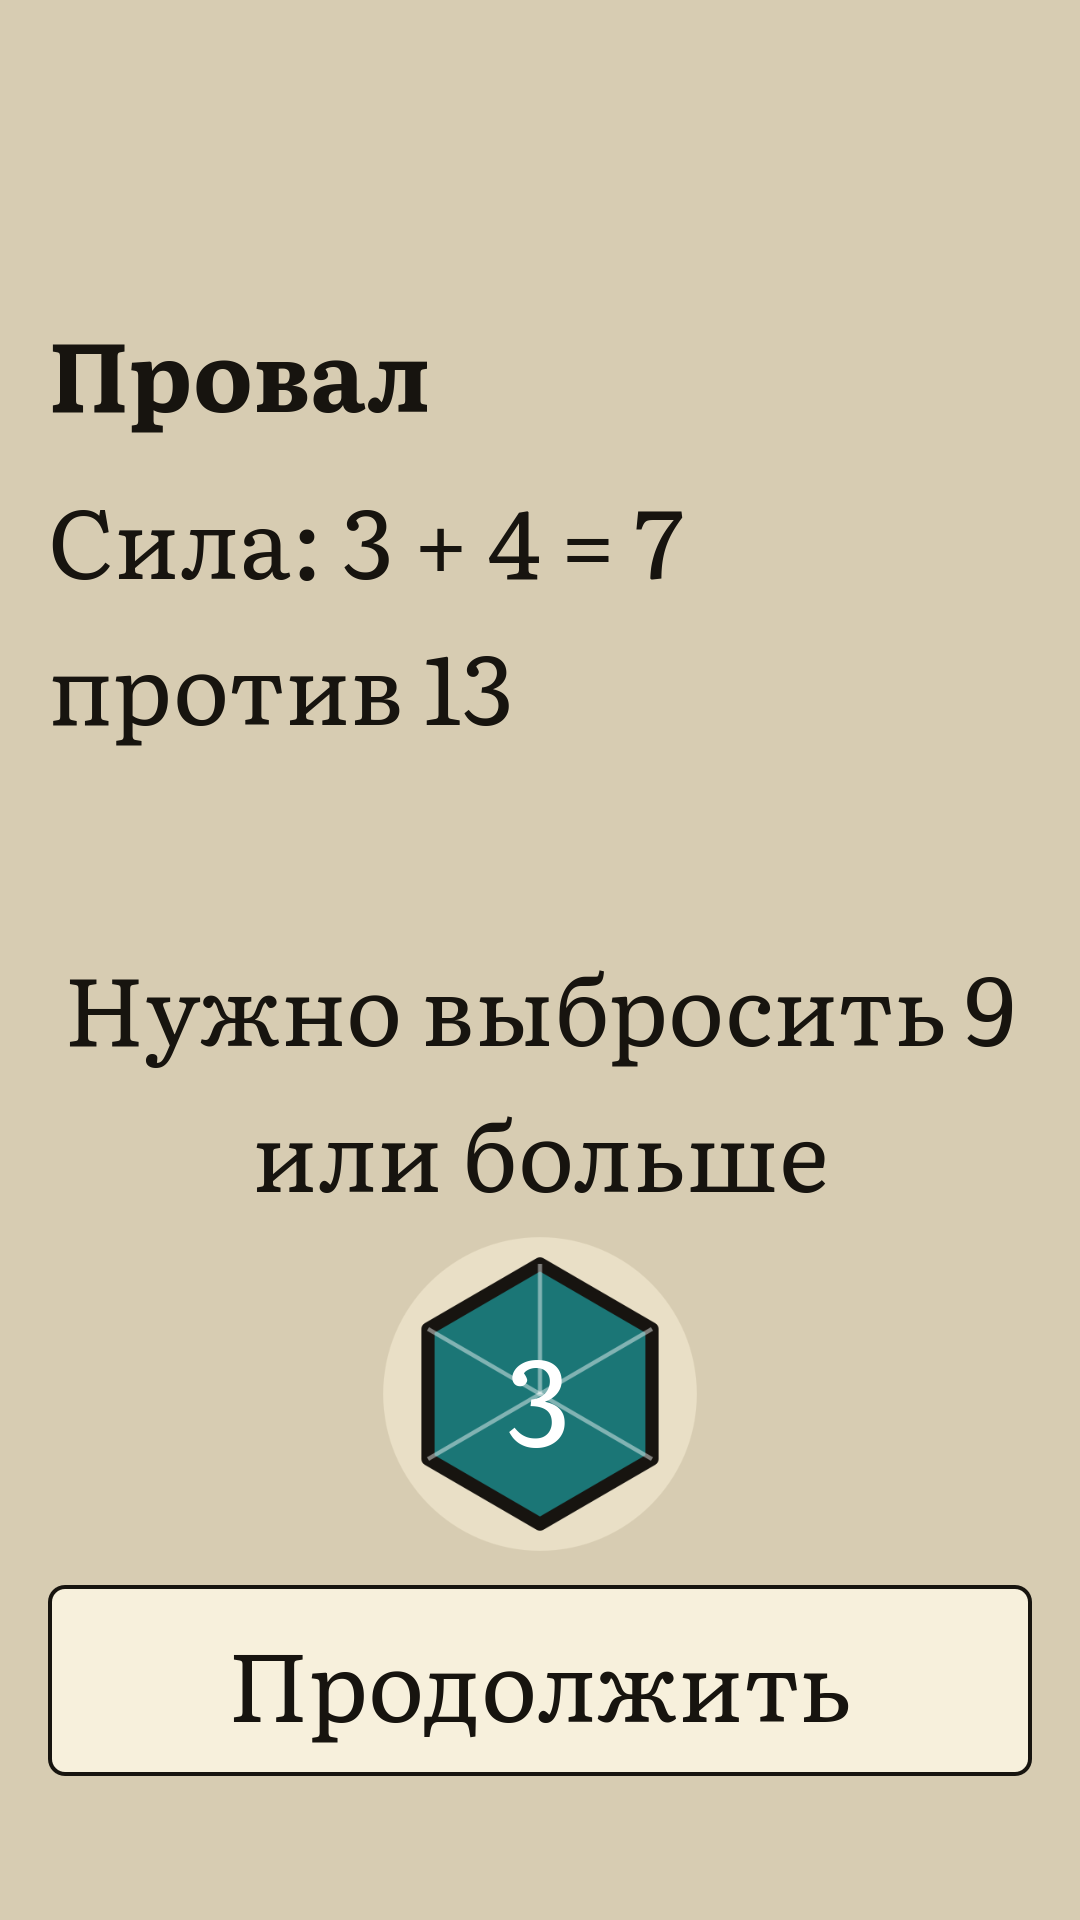 Провал
Сила: 3 + 4 = 7
против 13
Нужно выбросить 9
или больше
3
Продолжить